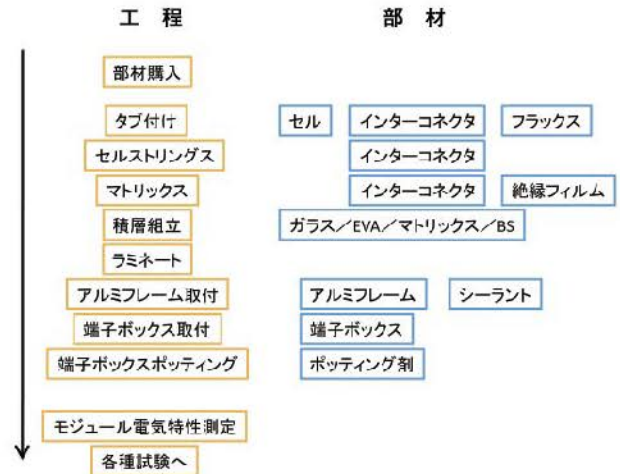 工 程 部 材
部材購入
タブ付け セル インターコネクタ フラックス
セルストリングス インターコネクタ
マトリックス インターコネクタ 絶縁フィルム
積層組立 ガラス／EVA／マトリックス／BS
ラミネート
アルミフレーム取付 アルミフレーム シーラント
端子ボックス取付 端子ボックス
端子ボックスポッティング ポッティング剤
モジュール電気特性測定
各種試験へ